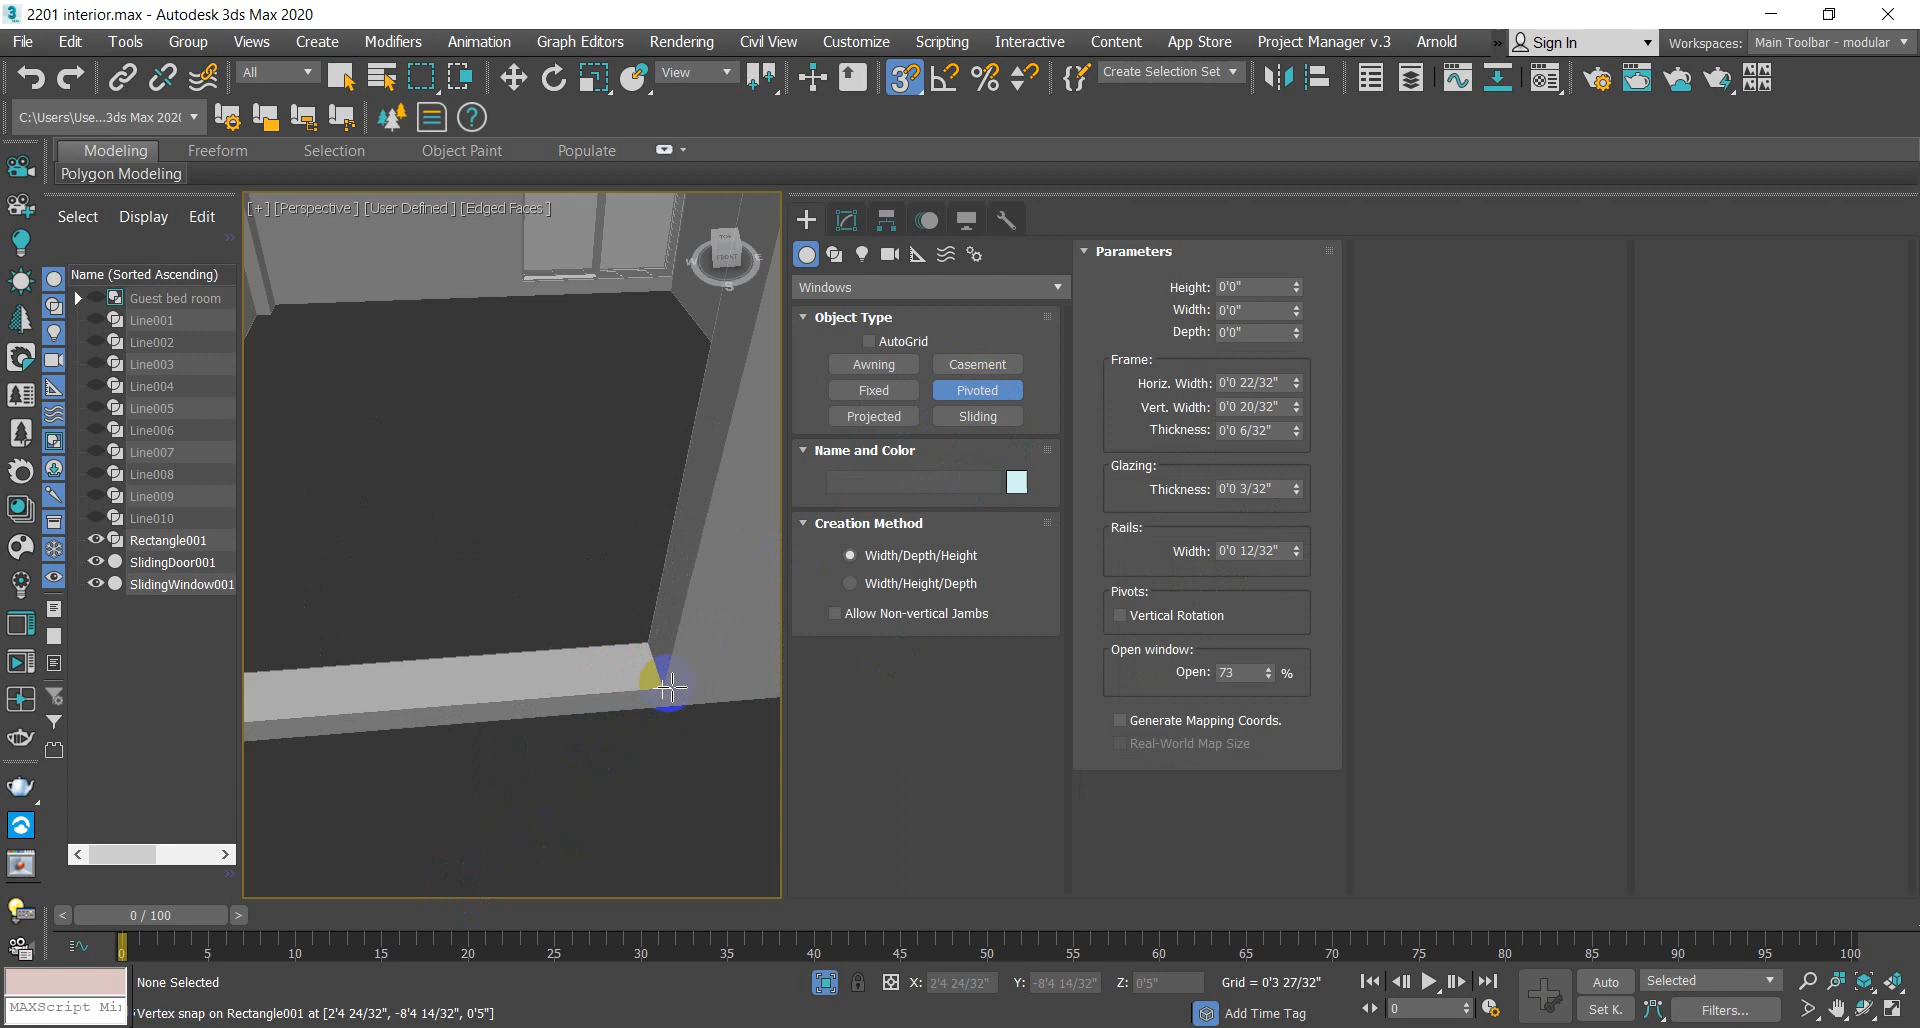 2201 interior.max - Autodesk 3ds Max 2020
File Edit Tools Group Views Create Modifiers Animation Graph Editors Rendering Civil View Customize Scripting Interactive Content App Store Project Manager v.3 Arnold » Sign In Workspaces: Main Toolbar - modular
All View Create Selection Set
C:\Users\Use...3ds Max 202(
Modeling Freeform Selection Object Paint Populate
Polygon Modeling
Select Display Edit
[+] [Perspective ] [User Defined ] [Edged Faces ]
TOP
FRONT
W E
S
Name (Sorted Ascending)
Guest bed room
Line001
Line002
Line003
Line004
Line005
Line006
Line007
Line008
Line009
Line010
Rectangle001
SlidingDoor001
SlidingWindow001
Windows
Object Type
AutoGrid
Awning Casement
Fixed Pivoted
Projected Sliding
Name and Color
Creation Method
Width/Depth/Height
Width/Height/Depth
Allow Non-vertical Jambs
Parameters
Height: 0'0"
Width: 0'0"
Depth: 0'0"
Frame:
Horiz. Width: 0'0 22/32"
Vert. Width: 0'0 20/32"
Thickness: 0'0 6/32"
Glazing:
Thickness: 0'0 3/32"
Rails:
Width: 0'0 12/32"
Pivots:
Vertical Rotation
Open window:
Open: 73 %
Generate Mapping Coords.
Real-World Map Size
< 0 / 100 >
0 5 10 15 20 25 30 35 40 45 50 55 60 65 70 75 80 85 90 95 100
None Selected X: 2'4 24/32" Y: -8'4 14/32" Z: 0'5" Grid = 0'3 27/32" Auto Selected
MAXScript Mi Vertex snap on Rectangle001 at [2'4 24/32", -8'4 14/32", 0'5"] Add Time Tag 0 Set K. Filters...